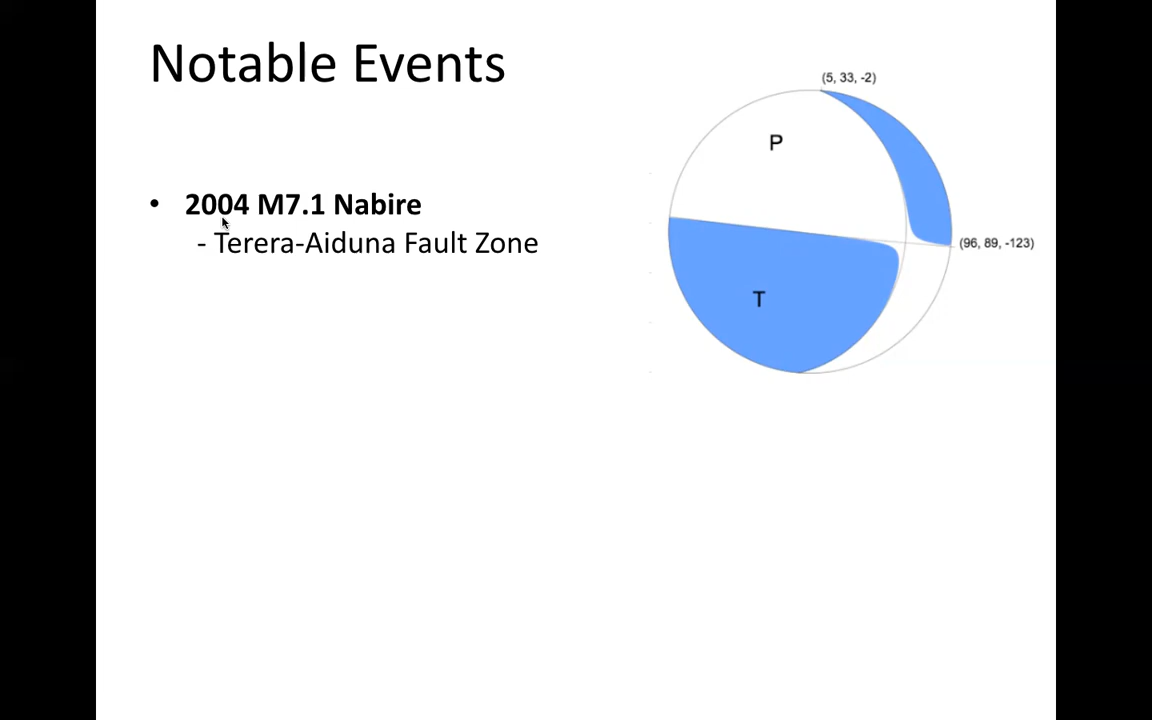 Notable Events
(5, 33, -2)
P
• 2004 M7.1 Nabire
- Terera-Aiduna Fault Zone
(96, 89, -123)
T